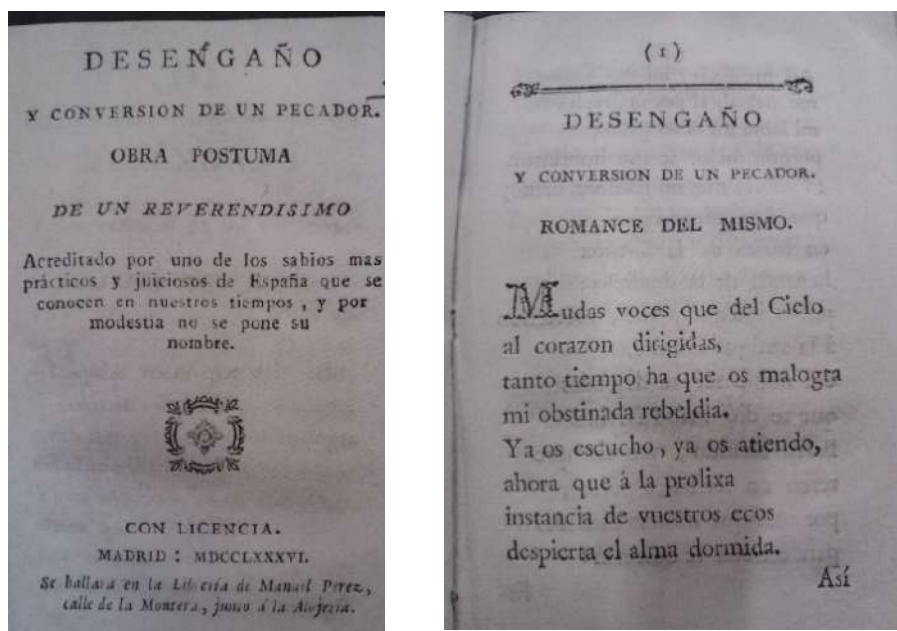 DESENGAÑO
Y CONVERSION DE UN PECADOR.
OBRA POSTUMA
DE UN REVERENDISIMO
Acreditado por uno de los sabios mas
prácticos y juiciosos de España que se
conocen en nuestros tiempos, y por
modestia no se pone su
nombre.
CON LICENCIA.
MADRID: MDCCLXXXVI.
Se hallará en la Librería de Manuel Perez,
calle de la Montera, junto á la Alojería.
(1)
DESENGAÑO
Y CONVERSION DE UN PECADOR.
ROMANCE DEL MISMO.
Mudas voces que del Cielo
al corazon dirigidas,
tanto tiempo ha que os malogra
mi obstinada rebeldia.
Ya os escucho, ya os atiendo,
ahora que á la prolixa
instancia de vuestros ecos
despierta el alma dormida.
Así